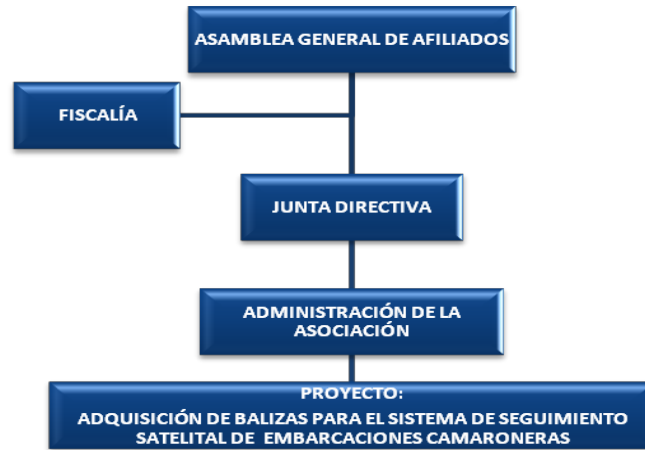 ASAMBLEA GENERAL DE AFILIADOS
FISCALÍA
JUNTA DIRECTIVA
ADMINISTRACIÓN DE LA
ASOCIACIÓN
PROYECTO:
ADQUISICIÓN DE BALIZAS PARA EL SISTEMA DE SEGUIMIENTO
SATELITAL DE EMBARCACIONES CAMARONERAS